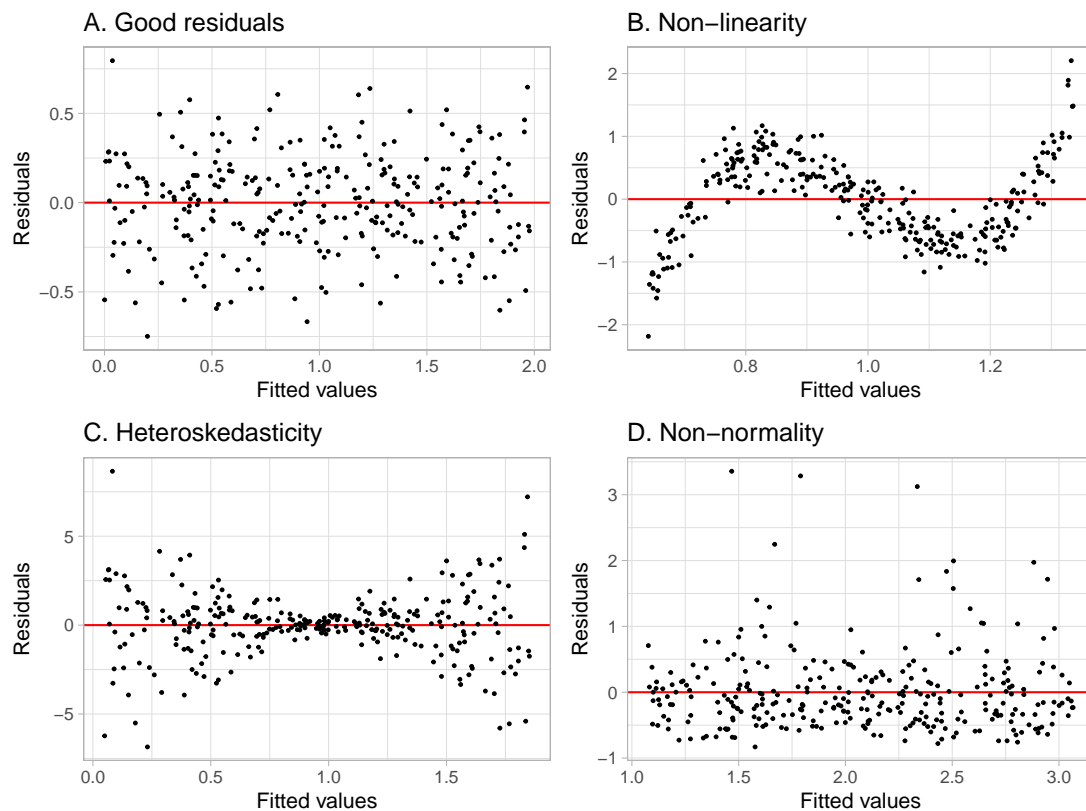 A. Good residuals
Residuals
0.5
0.0
−0.5
0.0 0.5 1.0 1.5 2.0
Fitted values
B. Non−linearity
Residuals
2
1
0
−1
−2
0.8 1.0 1.2
Fitted values
C. Heteroskedasticity
Residuals
5
0
−5
0.0 0.5 1.0 1.5
Fitted values
D. Non−normality
Residuals
3
2
1
0
−1
1.0 1.5 2.0 2.5 3.0
Fitted values